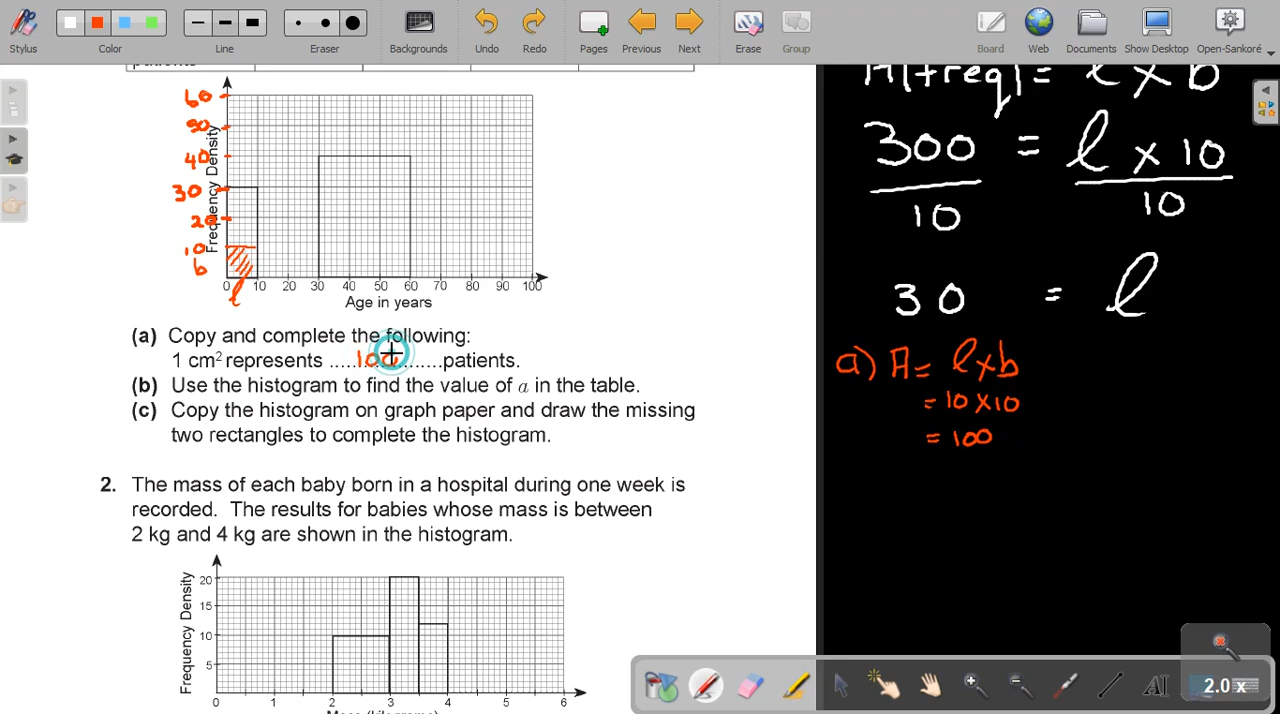 Stylus Color Line Eraser Backgrounds Undo Redo Pages Previous Next Erase Group Board Web Documents Show Desktop Open-Sankoré
patients
60
50
40
30
20
10
6
Frequency Density
0 10 20 30 40 50 60 70 80 90 100
l
Age in years
(a) Copy and complete the following:
1 cm² represents .....100.......patients.
(b) Use the histogram to find the value of a in the table.
(c) Copy the histogram on graph paper and draw the missing
two rectangles to complete the histogram.
2. The mass of each baby born in a hospital during one week is
recorded. The results for babies whose mass is between
2 kg and 4 kg are shown in the histogram.
20
15
10
5
Frequency Density
0 2 3 4 5 6
Mass (kilograms)
A(freq) = l x b
300 = l x 10
10 10
30 = l
a) A = l x b
= 10 x 10
= 100
2.0 x